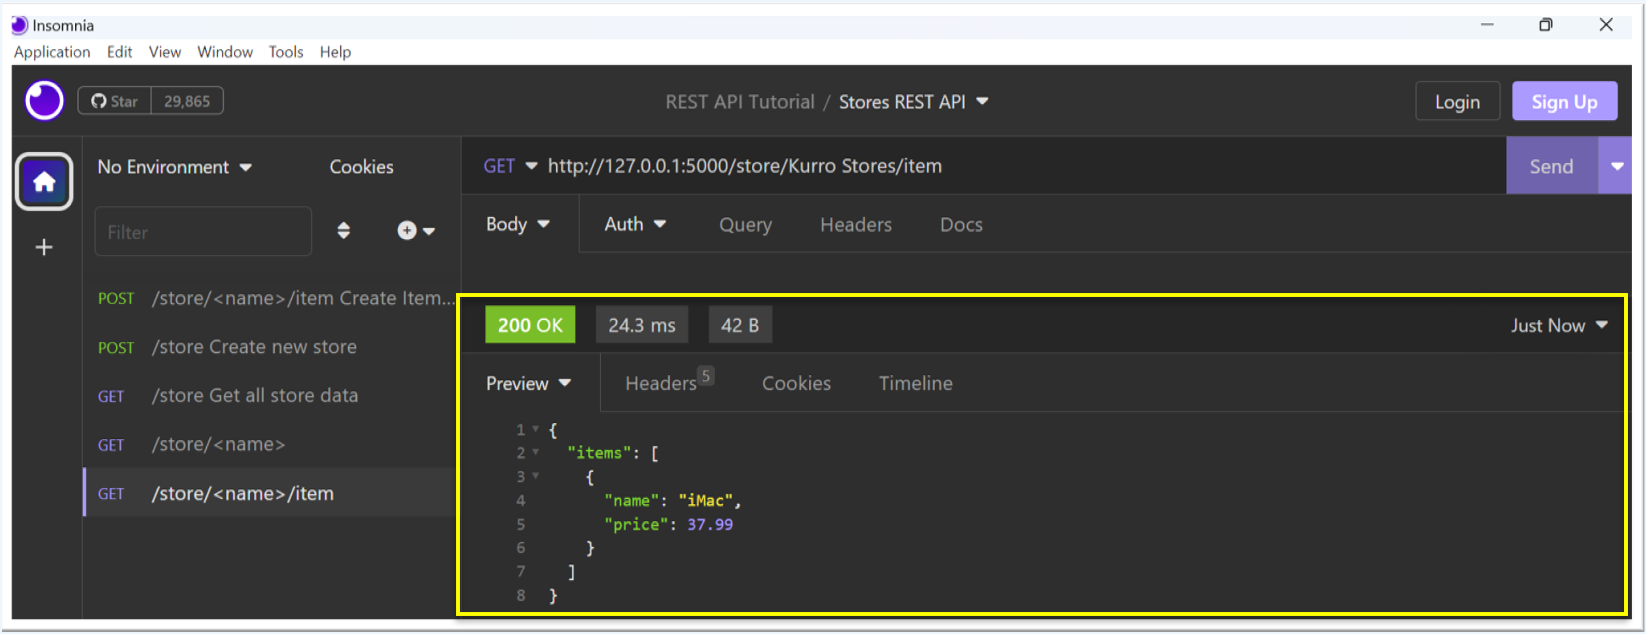 Insomnia
Application Edit View Window Tools Help
Star 29,865
REST API Tutorial / Stores REST API
Login Sign Up
No Environment Cookies
GET http://127.0.0.1:5000/store/Kurro Stores/item
Send
Filter
Body Auth Query Headers Docs
POST /store/<name>/item Create Item...
POST /store Create new store
GET /store Get all store data
GET /store/<name>
GET /store/<name>/item
200 OK 24.3 ms 42 B Just Now
Preview Headers 5 Cookies Timeline
1 {
2 "items": [
3 {
4 "name": "iMac",
5 "price": 37.99
6 }
7 ]
8 }